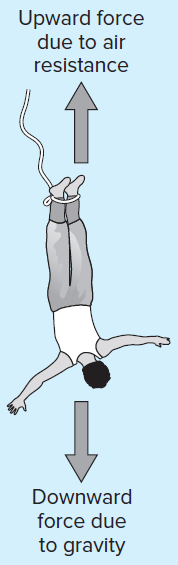 Upward force
due to air
resistance
Downward
force due
to gravity